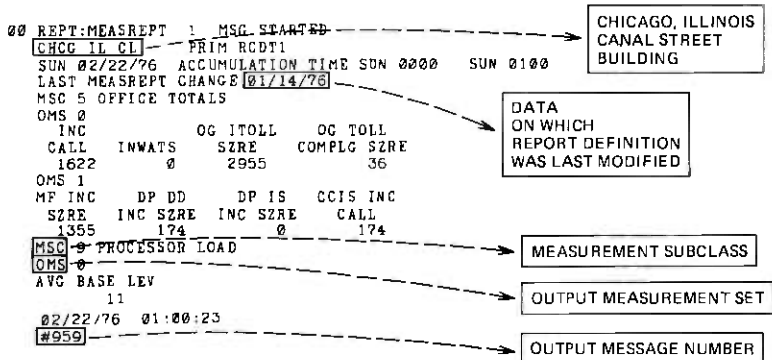 00 REPT:MEASREPT 1 MSG STARTED
CHCG IL CL PRIM RCDT1
SUN 02/22/76 ACCUMULATION TIME SUN 0000 SUN 0100
LAST MEASREPT CHANGE 01/14/76
MSC 5 OFFICE TOTALS
OMS 0
INC OG ITOLL OG TOLL
CALL INWATS SZRE COMPLG SZRE
1622 0 2955 36
OMS 1
MF INC DP DD DP IS CCIS INC
SZRE INC SZRE INC SZRE CALL
1355 174 0 174
MSC 9 PROCESSOR LOAD
OMS 0
AVG BASE LEV
11
02/22/76 01:00:23
#959
CHICAGO, ILLINOIS
CANAL STREET
BUILDING
DATA
ON WHICH
REPORT DEFINITION
WAS LAST MODIFIED
MEASUREMENT SUBCLASS
OUTPUT MEASUREMENT SET
OUTPUT MESSAGE NUMBER